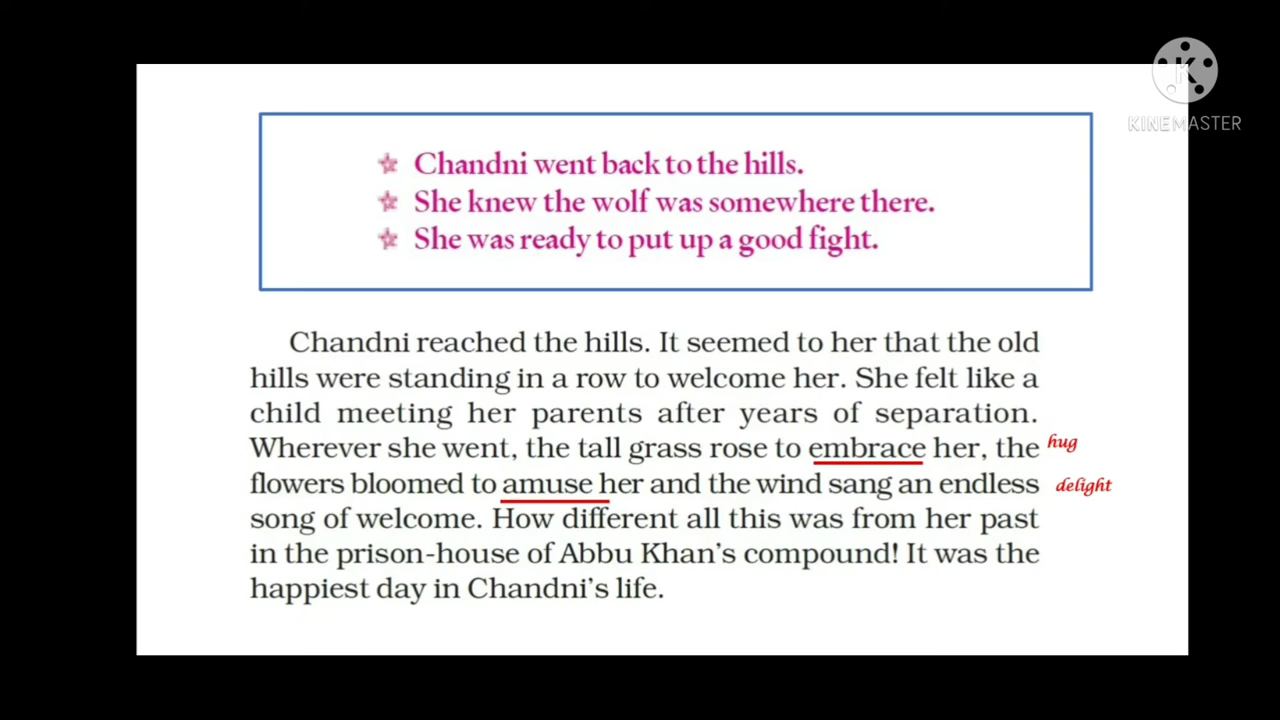 KINEMASTER
Chandni went back to the hills.
She knew the wolf was somewhere there.
She was ready to put up a good fight.
Chandni reached the hills. It seemed to her that the old
hills were standing in a row to welcome her. She felt like a
child meeting her parents after years of separation.
Wherever she went, the tall grass rose to embrace her, the hug
flowers bloomed to amuse her and the wind sang an endless delight
song of welcome. How different all this was from her past
in the prison-house of Abbu Khan's compound! It was the
happiest day in Chandni's life.